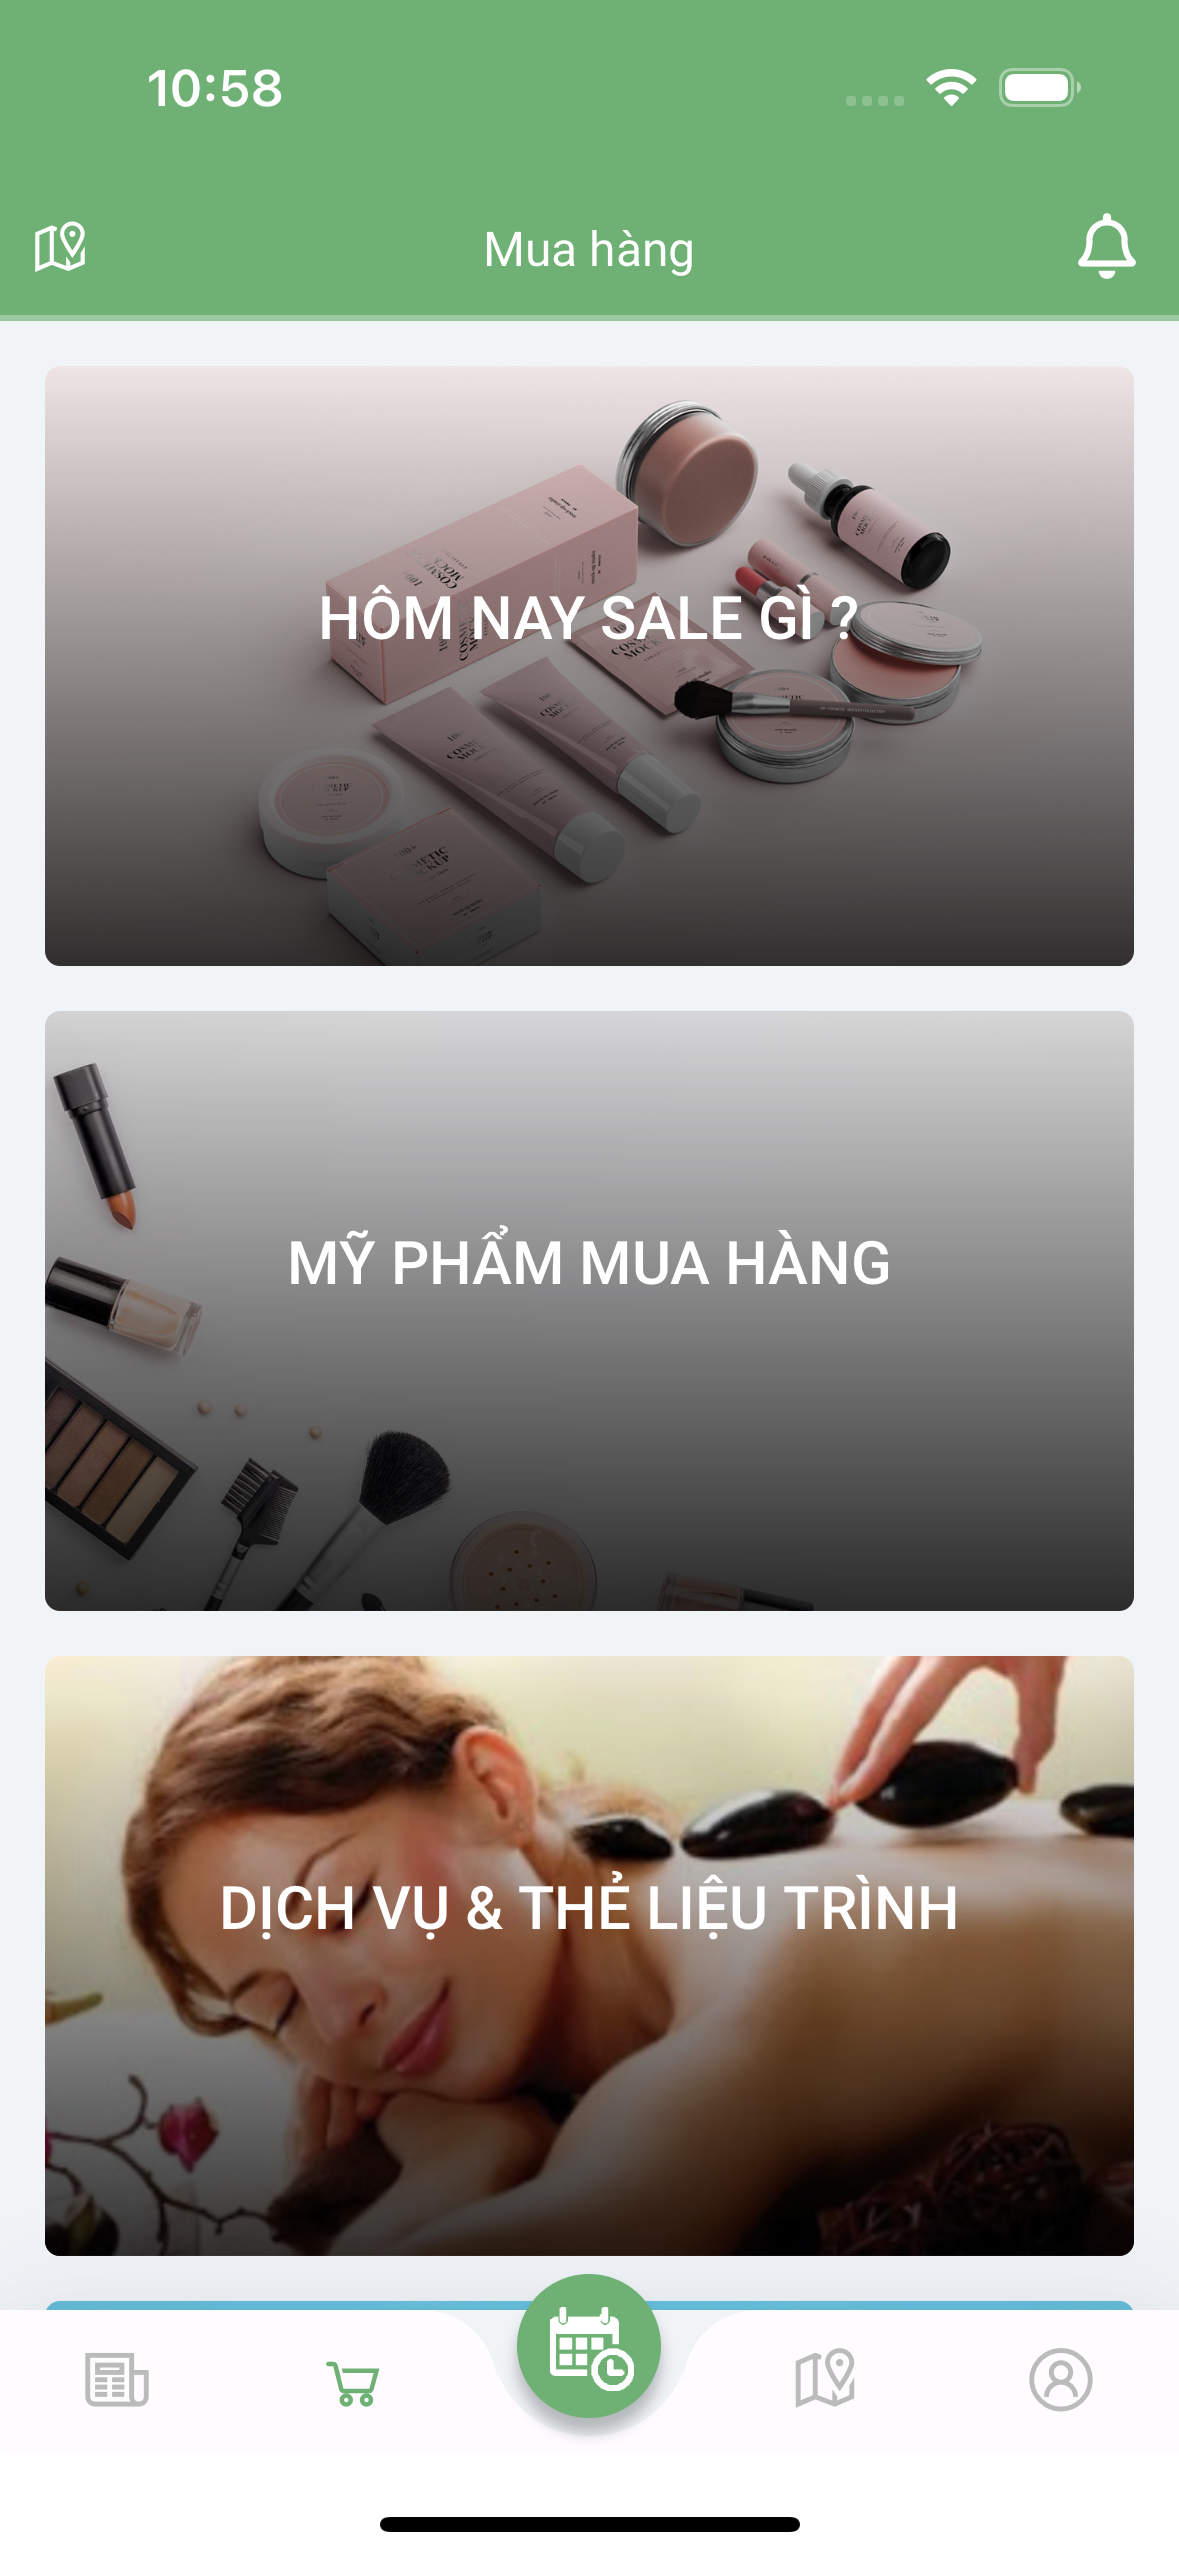 10:58
Mua hàng
HÔM NAY SALE GÌ ?
MỸ PHẨM MUA HÀNG
DỊCH VỤ & THẺ LIỆU TRÌNH